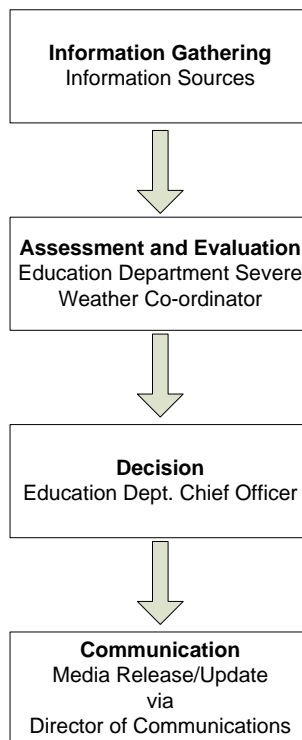 Information Gathering
Information Sources
Assessment and Evaluation
Education Department Severe
Weather Co-ordinator
Decision
Education Dept. Chief Officer
Communication
Media Release/Update
via
Director of Communications